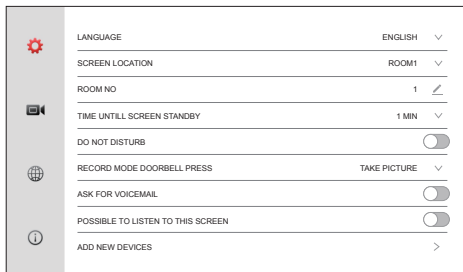 LANGUAGE ENGLISH
SCREEN LOCATION ROOM1
ROOM NO 1
TIME UNTILL SCREEN STANDBY 1 MIN
DO NOT DISTURB
RECORD MODE DOORBELL PRESS TAKE PICTURE
ASK FOR VOICEMAIL
POSSIBLE TO LISTEN TO THIS SCREEN
ADD NEW DEVICES